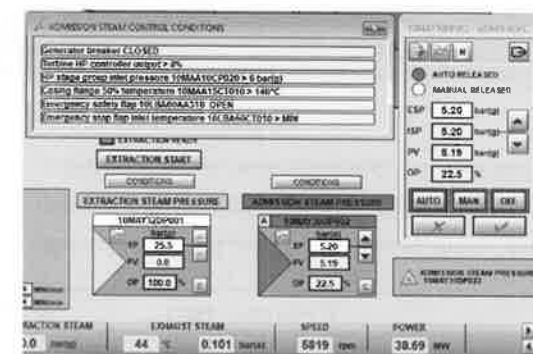 ADMISSION STEAM CONTROL CONDITIONS
Generator breaker CLOSED
Turbine HP controller output > 4%
HP stage group inlet pressure 10MAA10CP020 > 6 bar(g)
Casing flange 50% temperature 10MAA15CT010 > 140°C
Emergency safety flap 10LBA60AA310 OPEN
Emergency stop flap inlet temperature 10LBA60CT010 > MIN
EXTRACTION READY
EXTRACTION START
CONDITIONS
CONDITIONS
EXTRACTION STEAM PRESSURE
ADMISSION STEAM PRESSURE
bar(g)
SP 25.5
PV 0.0
OP 100.0 %
A
bar(g)
SP 5.20
PV 5.19
OP 22.5 %
M
AUTO RELEASED
MANUAL RELEASED
ESP 5.20 bar(g)
ISP 5.20 bar(g)
PV 5.19 bar(g)
OP 22.5 %
AUTO MAN OFF
ADMISSION STEAM PRESSURE
EXHAUST STEAM
SPEED
POWER
44 °C
0.101 bar(a)
5819 rpm
38.69 MW